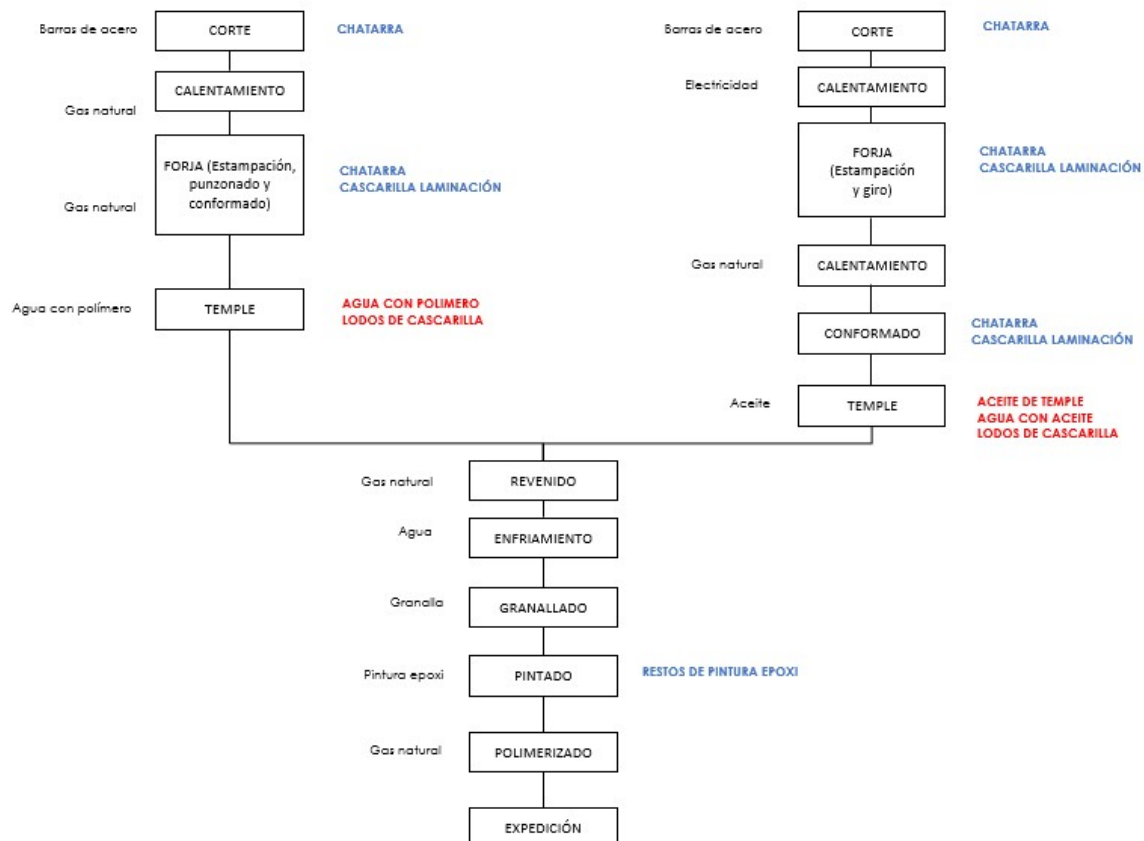 Barras de acero
CORTE
CHATARRA
CALENTAMIENTO
Gas natural
FORJA (Estampación,
punzonado y
conformado)
CHATARRA
CASCARILLA LAMINACIÓN
Gas natural
Agua con polímero
TEMPLE
AGUA CON POLIMERO
LODOS DE CASCARILLA
Barras de acero
CORTE
CHATARRA
Electricidad
CALENTAMIENTO
FORJA
(Estampación
y giro)
CHATARRA
CASCARILLA LAMINACIÓN
Gas natural
CALENTAMIENTO
CONFORMADO
CHATARRA
CASCARILLA LAMINACIÓN
Aceite
TEMPLE
ACEITE DE TEMPLE
AGUA CON ACEITE
LODOS DE CASCARILLA
Gas natural
REVENIDO
Agua
ENFRIAMIENTO
Granalla
GRANALLADO
Pintura epoxi
PINTADO
RESTOS DE PINTURA EPOXI
Gas natural
POLIMERIZADO
EXPEDICIÓN